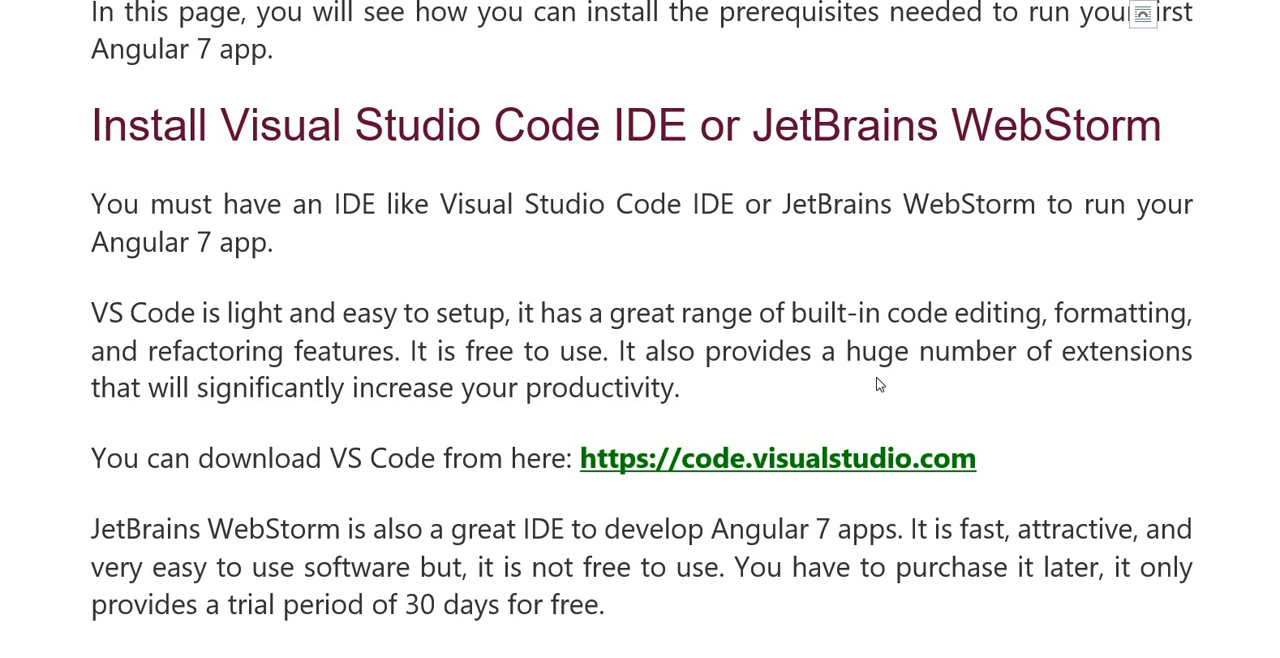 In this page, you will see how you can install the prerequisites needed to run your irst
Angular 7 app.
Install Visual Studio Code IDE or JetBrains WebStorm
You must have an IDE like Visual Studio Code IDE or JetBrains WebStorm to run your
Angular 7 app.
VS Code is light and easy to setup, it has a great range of built-in code editing, formatting,
and refactoring features. It is free to use. It also provides a huge number of extensions
that will significantly increase your productivity.
You can download VS Code from here: https://code.visualstudio.com
JetBrains WebStorm is also a great IDE to develop Angular 7 apps. It is fast, attractive, and
very easy to use software but, it is not free to use. You have to purchase it later, it only
provides a trial period of 30 days for free.